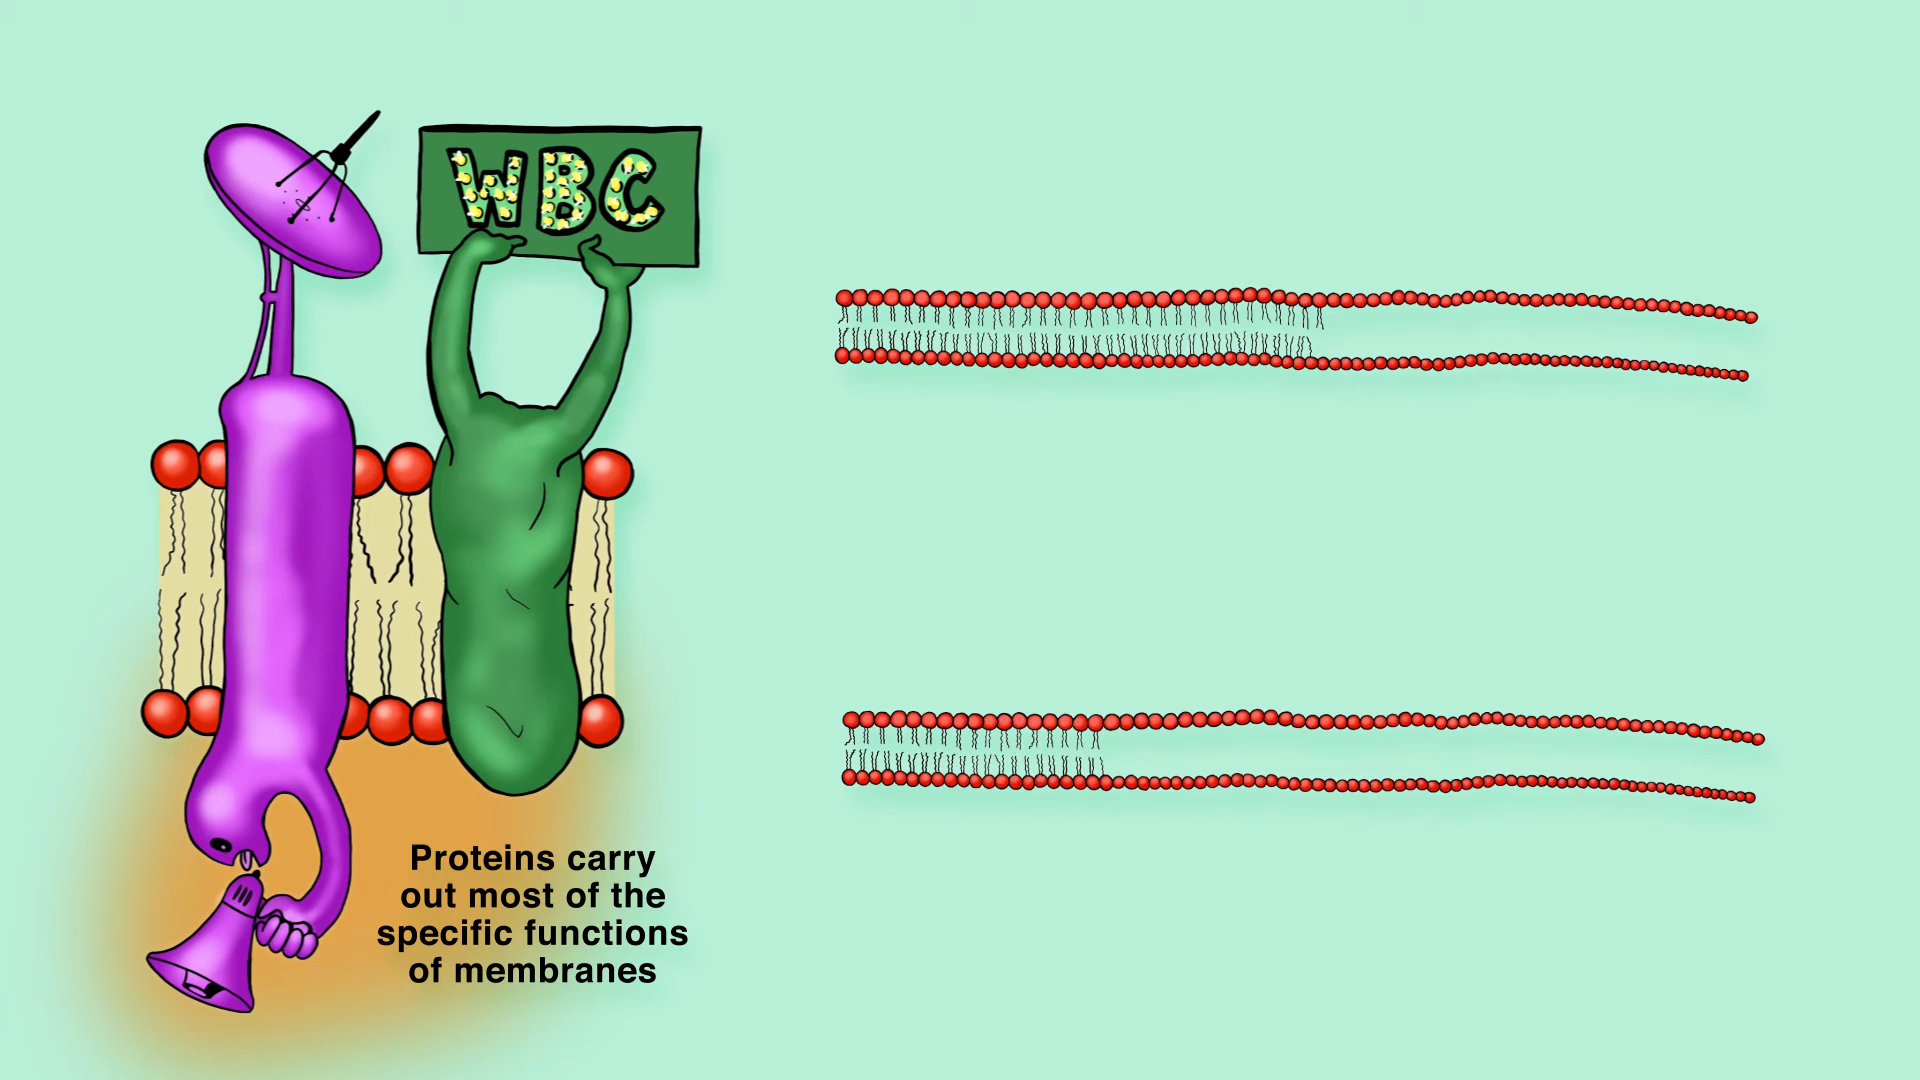 WBC
Proteins carry
out most of the
specific functions
of membranes